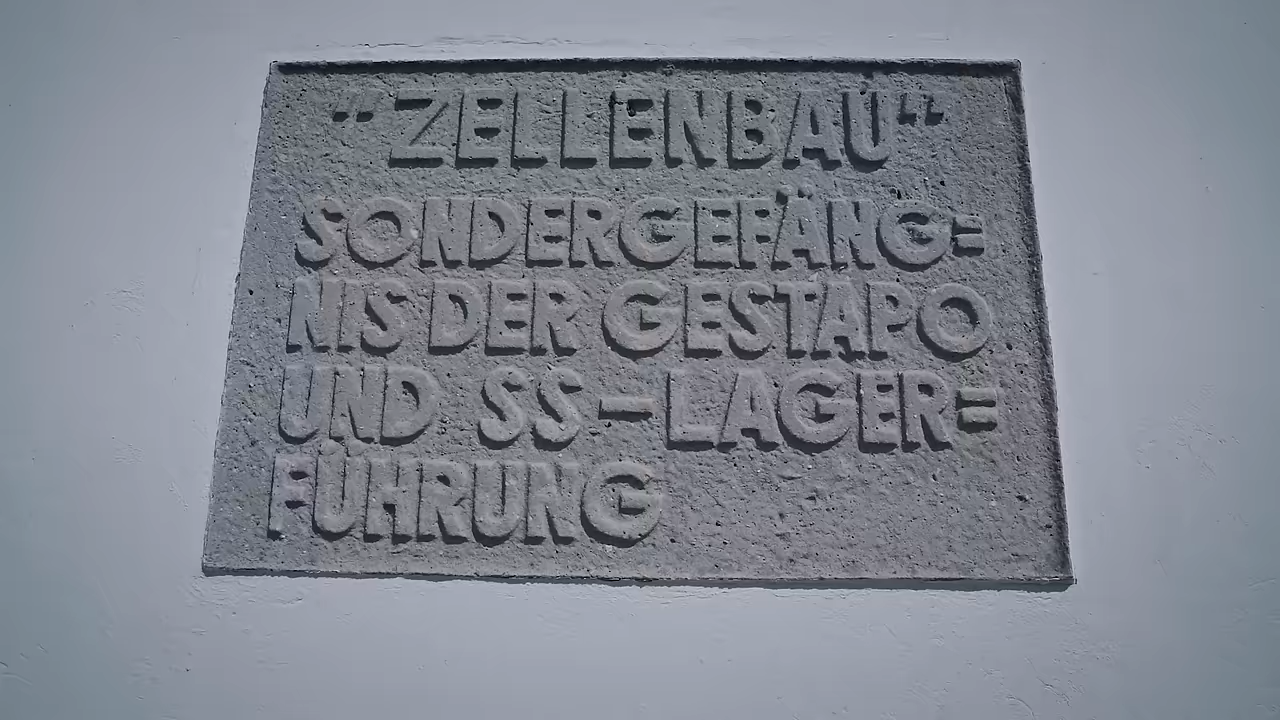 "ZELLENBAU"
SONDERGEFÄNG=
NIS DER GESTAPO
UND SS-LAGER=
FÜHRUNG